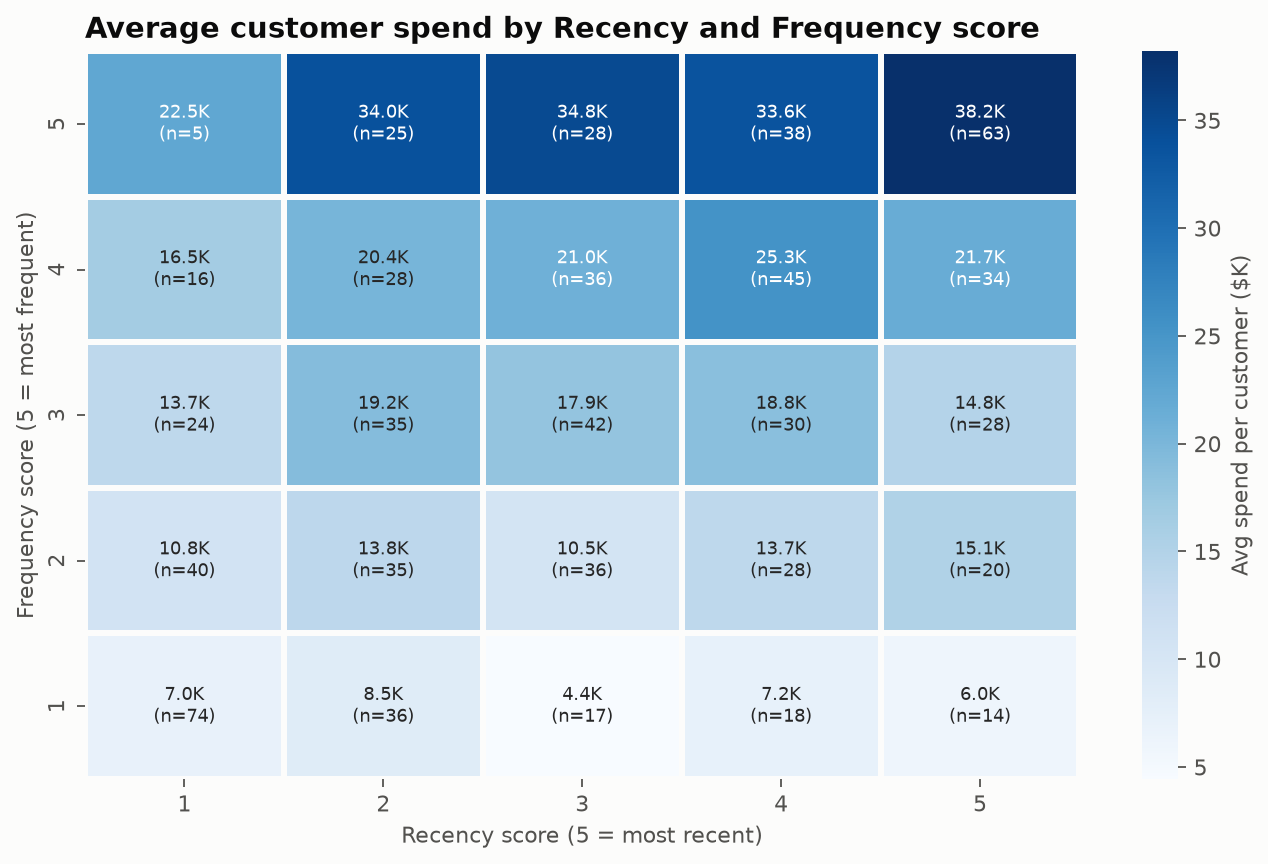 Average customer spend by Recency and Frequency score
Frequency score (5 = most frequent)
5
22.5K
(n=5)
34.0K
(n=25)
34.8K
(n=28)
33.6K
(n=38)
38.2K
(n=63)
4
16.5K
(n=16)
20.4K
(n=28)
21.0K
(n=36)
25.3K
(n=45)
21.7K
(n=34)
3
13.7K
(n=24)
19.2K
(n=35)
17.9K
(n=42)
18.8K
(n=30)
14.8K
(n=28)
2
10.8K
(n=40)
13.8K
(n=35)
10.5K
(n=36)
13.7K
(n=28)
15.1K
(n=20)
1
7.0K
(n=74)
8.5K
(n=36)
4.4K
(n=17)
7.2K
(n=18)
6.0K
(n=14)
1
2
3
4
5
Recency score (5 = most recent)
35
30
25
20
15
10
5
Avg spend per customer ($K)